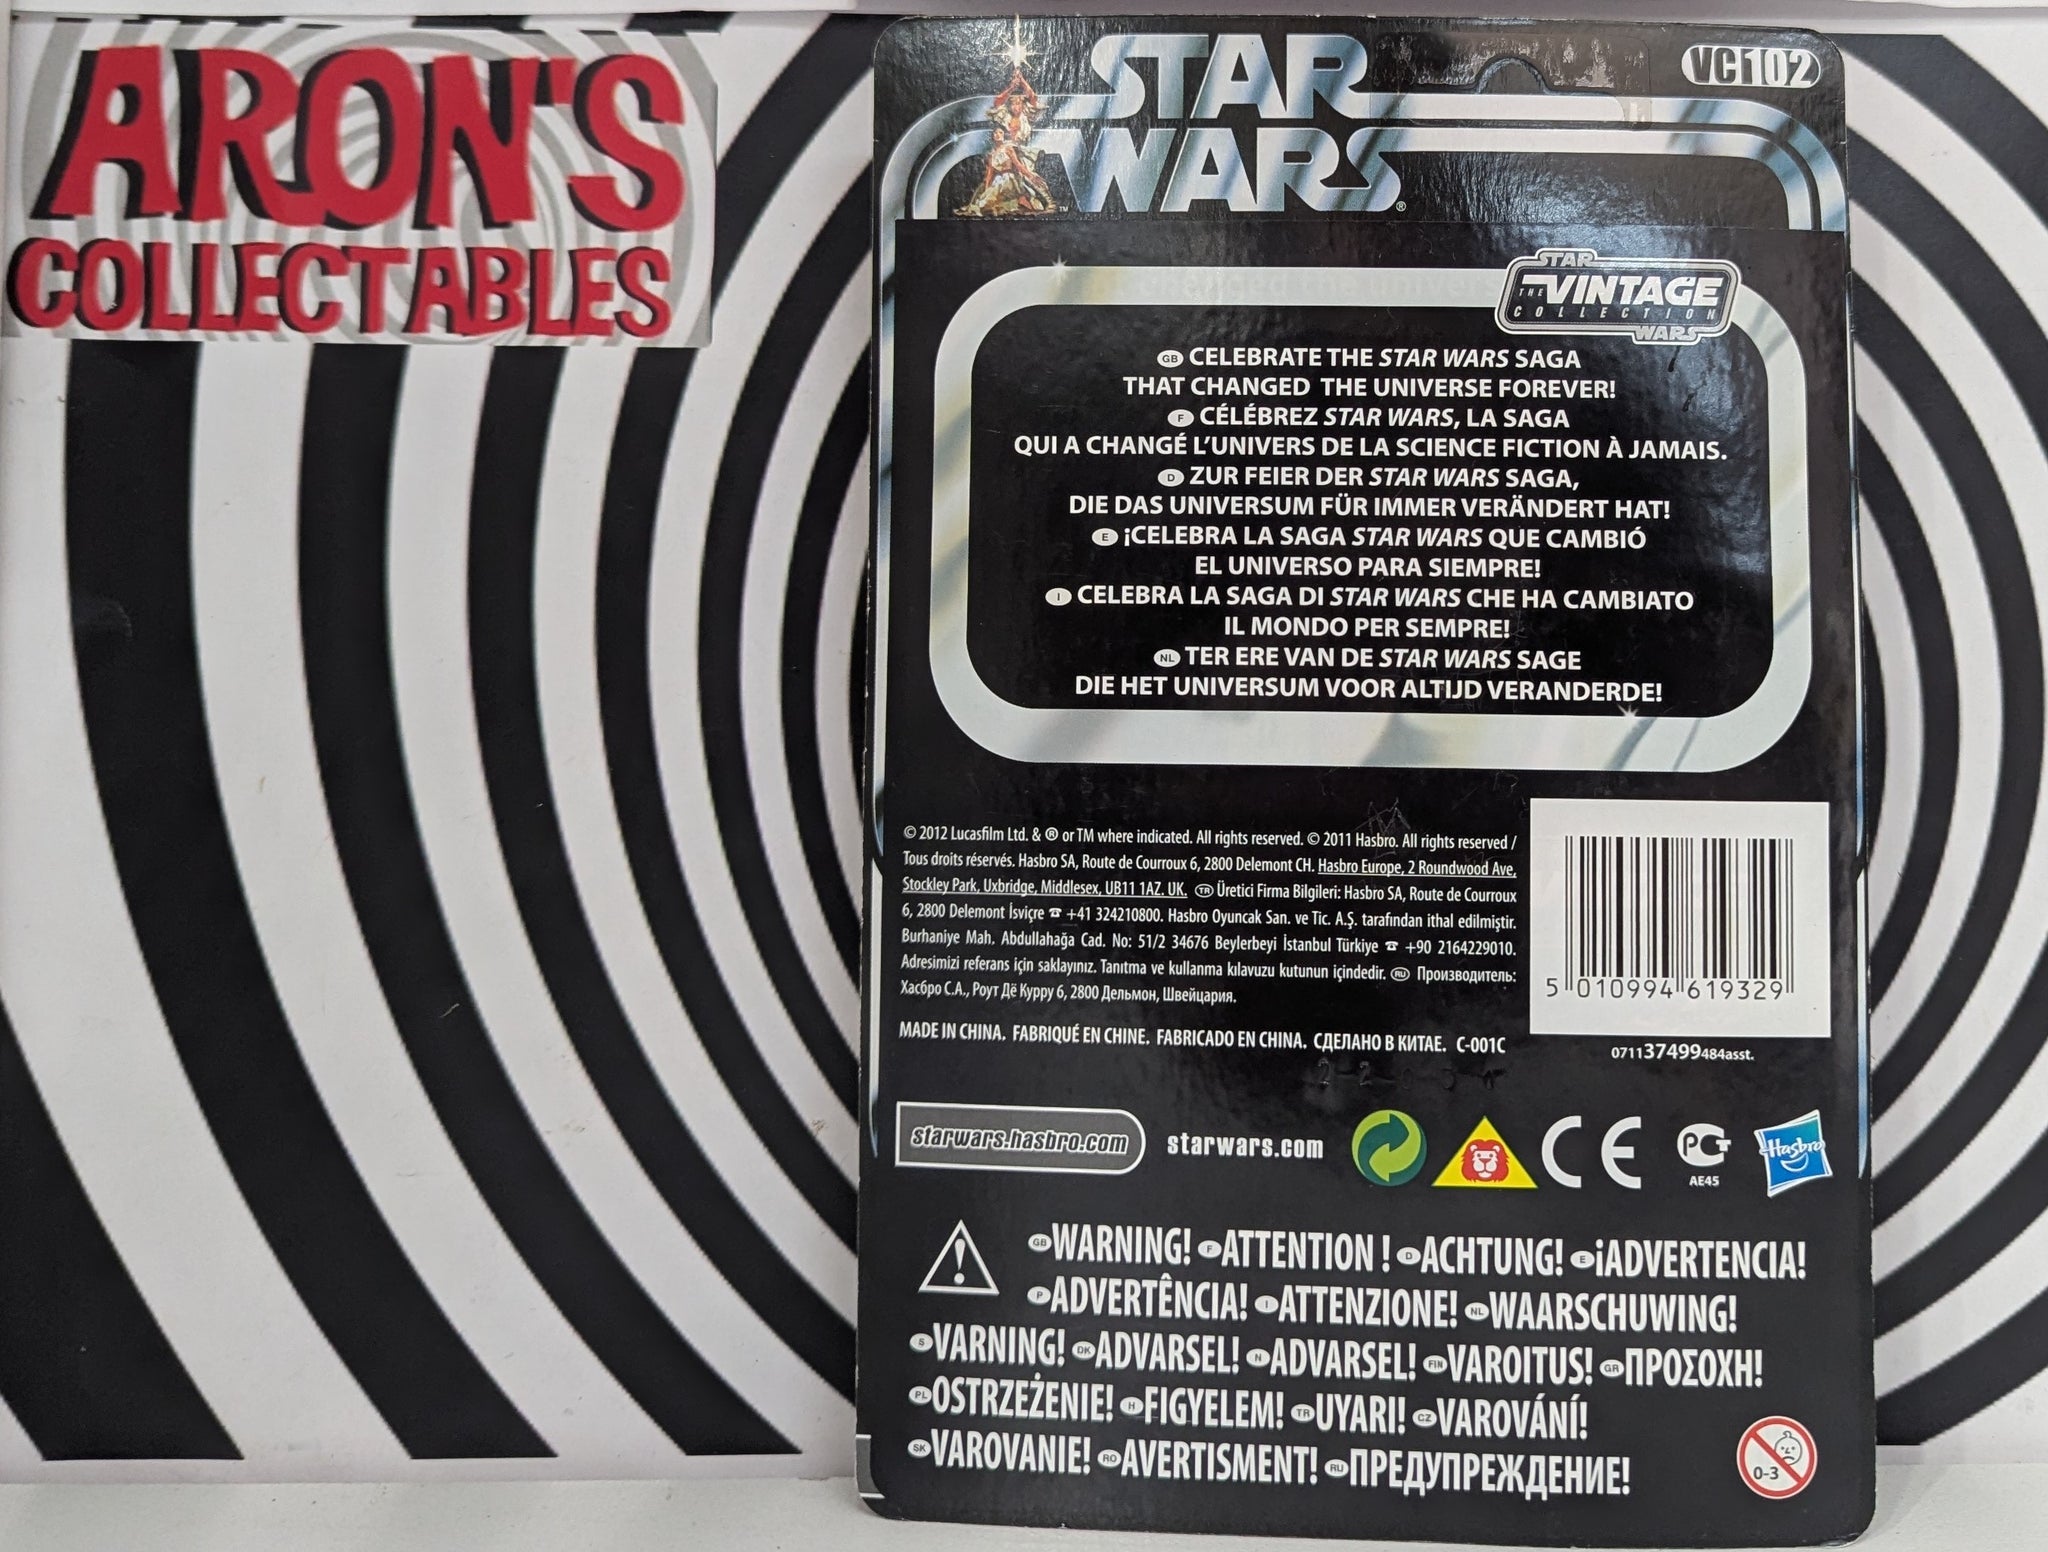 ARON'S
COLLECTABLES
STAR
WARS
VC102
STAR
THE VINTAGE
COLLECTION
WARS
GB CELEBRATE THE STAR WARS SAGA
THAT CHANGED THE UNIVERSE FOREVER!
F CÉLÉBREZ STAR WARS, LA SAGA
QUI A CHANGÉ L'UNIVERS DE LA SCIENCE FICTION À JAMAIS.
D ZUR FEIER DER STAR WARS SAGA,
DIE DAS UNIVERSUM FÜR IMMER VERÄNDERT HAT!
E ¡CELEBRA LA SAGA STAR WARS QUE CAMBIÓ
EL UNIVERSO PARA SIEMPRE!
I CELEBRA LA SAGA DI STAR WARS CHE HA CAMBIATO
IL MONDO PER SEMPRE!
NL TER ERE VAN DE STAR WARS SAGE
DIE HET UNIVERSUM VOOR ALTIJD VERANDERDE!
© 2012 Lucasfilm Ltd. & ® or TM where indicated. All rights reserved. © 2011 Hasbro. All rights reserved /
Tous droits réservés. Hasbro SA, Route de Courroux 6, 2800 Delemont CH. Hasbro Europe, 2 Roundwood Ave,
Stockley Park, Uxbridge, Middlesex, UB11 1AZ. UK. TR Üretici Firma Bilgileri: Hasbro SA, Route de Courroux
6, 2800 Delemont İsviçre ☎ +41 324210800. Hasbro Oyuncak San. ve Tic. A.Ş. tarafından ithal edilmiştir.
Burhaniye Mah. Abdullahağa Cad. No: 51/2 34676 Beylerbeyi İstanbul Türkiye ☎ +90 2164229010.
Adresimizi referans için saklayınız. Tanıtma ve kullanma kılavuzu kutunun içindedir. RU Производитель:
Хасбро С.А., Роут Дё Курру 6, 2800 Дельмон, Швейцария.
MADE IN CHINA. FABRIQUÉ EN CHINE. FABRICADO EN CHINA. СДЕЛАНО В КИТАЕ. C-001C
5 010994 619329
071137499484asst.
starwars.hasbro.com
starwars.com
CE
РСТ
AE45
Hasbro
GB WARNING! F ATTENTION ! D ACHTUNG! E ¡ADVERTENCIA!
P ADVERTÊNCIA! I ATTENZIONE! NL WAARSCHUWING!
S VARNING! DK ADVARSEL! N ADVARSEL! FIN VAROITUS! GR ΠΡΟΣΟΧΗ!
PL OSTRZEŻENIE! H FIGYELEM! TR UYARI! CZ VAROVÁNÍ!
SK VAROVANIE! RO AVERTISMENT! RU ПРЕДУПРЕЖДЕНИЕ!
0-3